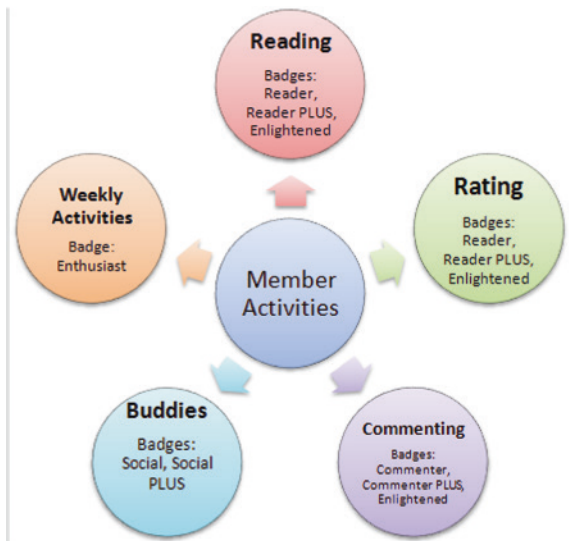 Reading
Badges:
Reader,
Reader PLUS,
Enlightened
Rating
Badges:
Reader,
Reader PLUS,
Enlightened
Commenting
Badges:
Commenter,
Commenter PLUS,
Enlightened
Buddies
Badges:
Social, Social
PLUS
Weekly
Activities
Badge:
Enthusiast
Member
Activities